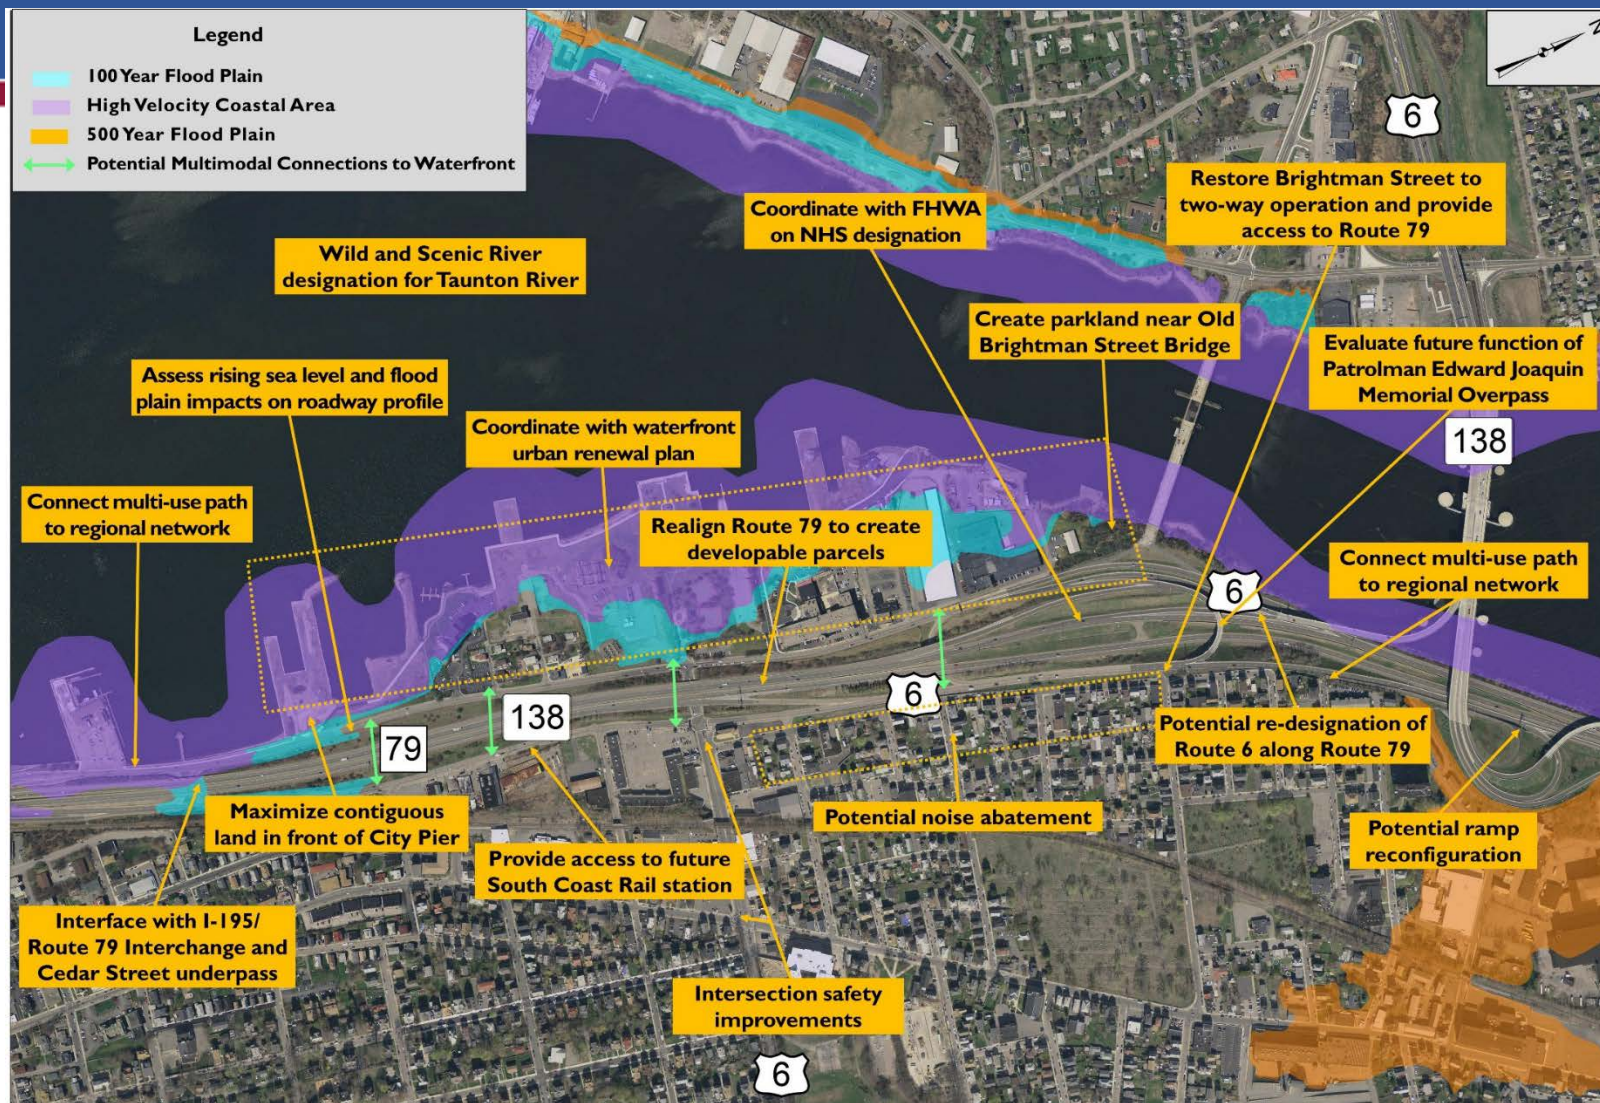 Legend
100 Year Flood Plain
High Velocity Coastal Area
500 Year Flood Plain
Potential Multimodal Connections to Waterfront
N
6
Restore Brightman Street to
two-way operation and provide
access to Route 79
Coordinate with FHWA
on NHS designation
Wild and Scenic River
designation for Taunton River
Create parkland near Old
Brightman Street Bridge
Evaluate future function of
Patrolman Edward Joaquin
Memorial Overpass
Assess rising sea level and flood
plain impacts on roadway profile
Coordinate with waterfront
urban renewal plan
138
Connect multi-use path
to regional network
Realign Route 79 to create
developable parcels
Connect multi-use path
to regional network
6
6
138
79
Potential re-designation of
Route 6 along Route 79
Maximize contiguous
land in front of City Pier
Potential noise abatement
Potential ramp
reconfiguration
Provide access to future
South Coast Rail station
Interface with I-195/
Route 79 Interchange and
Cedar Street underpass
Intersection safety
improvements
6